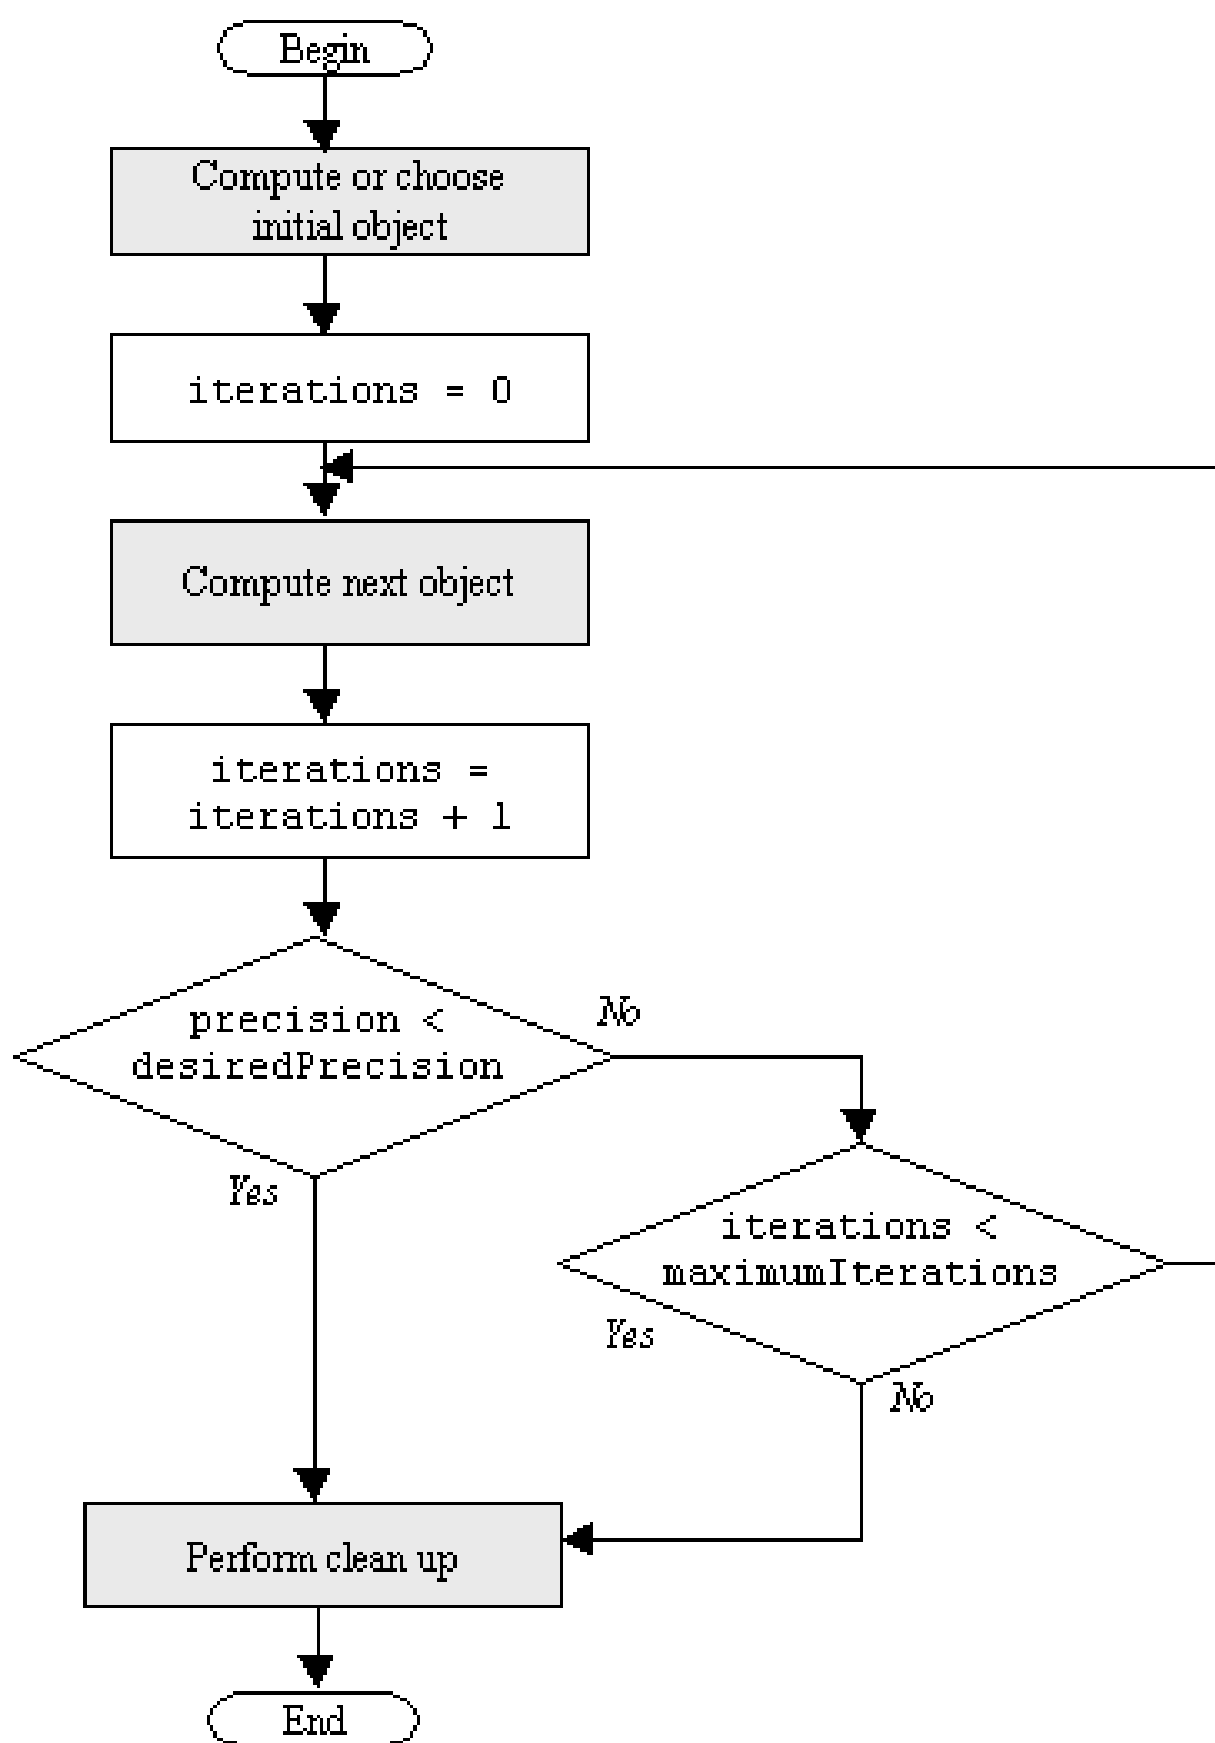 Begin
Compute or choose
initial object
iterations = 0
Compute next object
iterations =
iterations + 1
precision <
desiredPrecision
No
Yes
iterations <
maximumIterations
Yes
No
Perform clean up
End